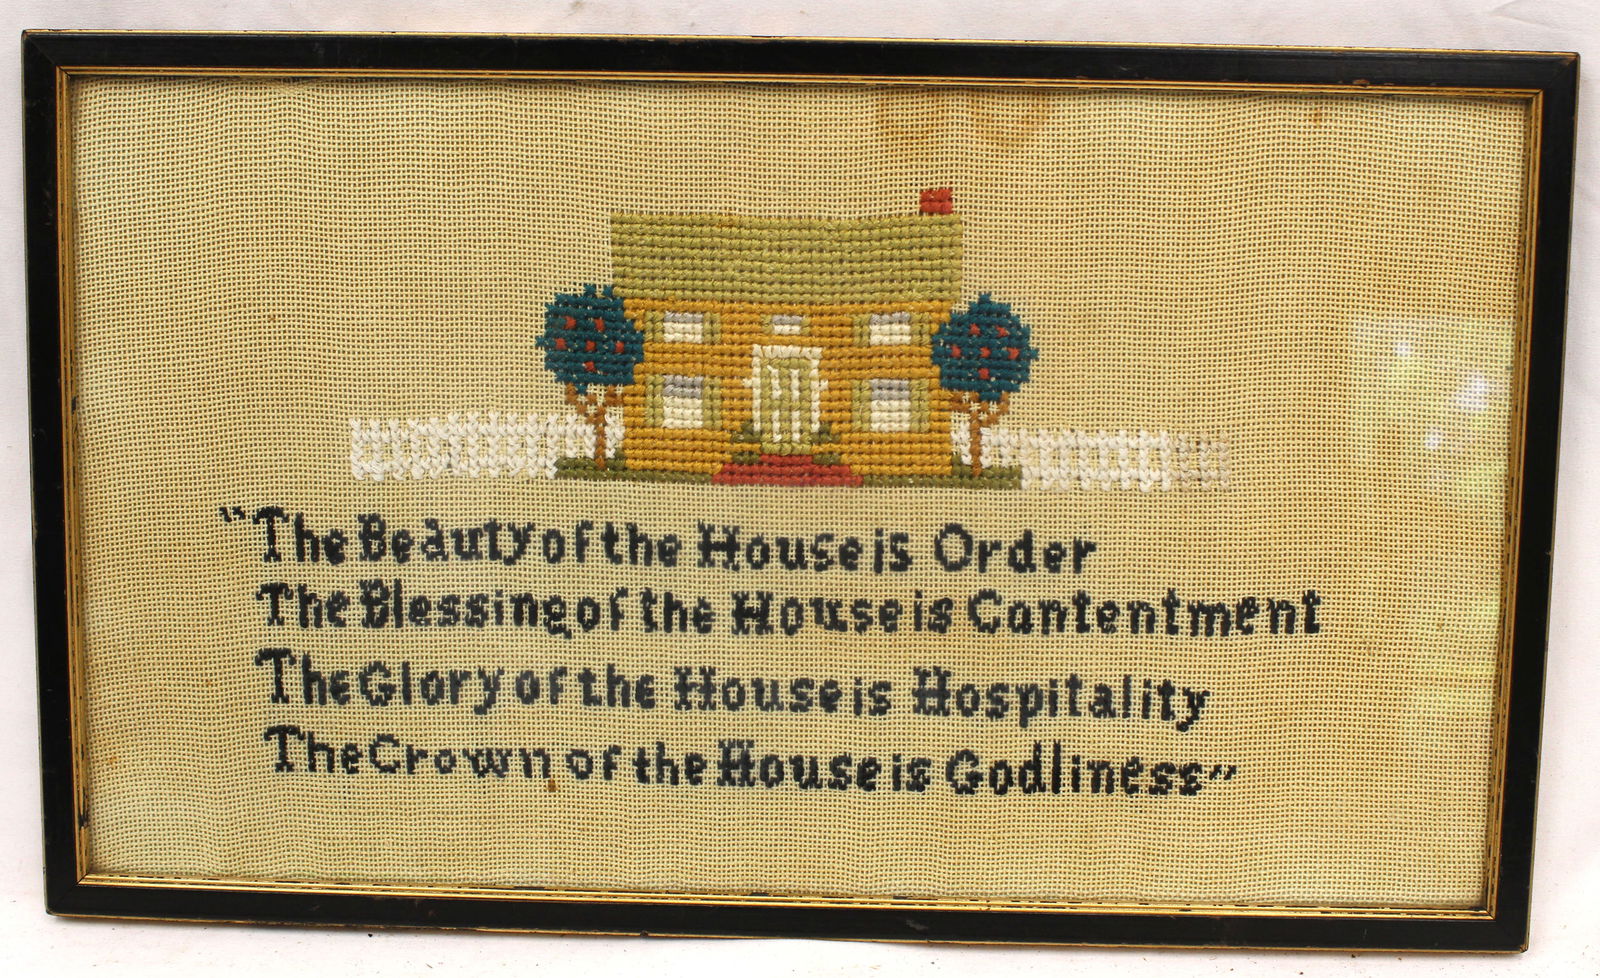 "The Beauty of the House is Order
The Blessing of the House is Contentment
The Glory of the House is Hospitality
The Crown of the House is Godliness"